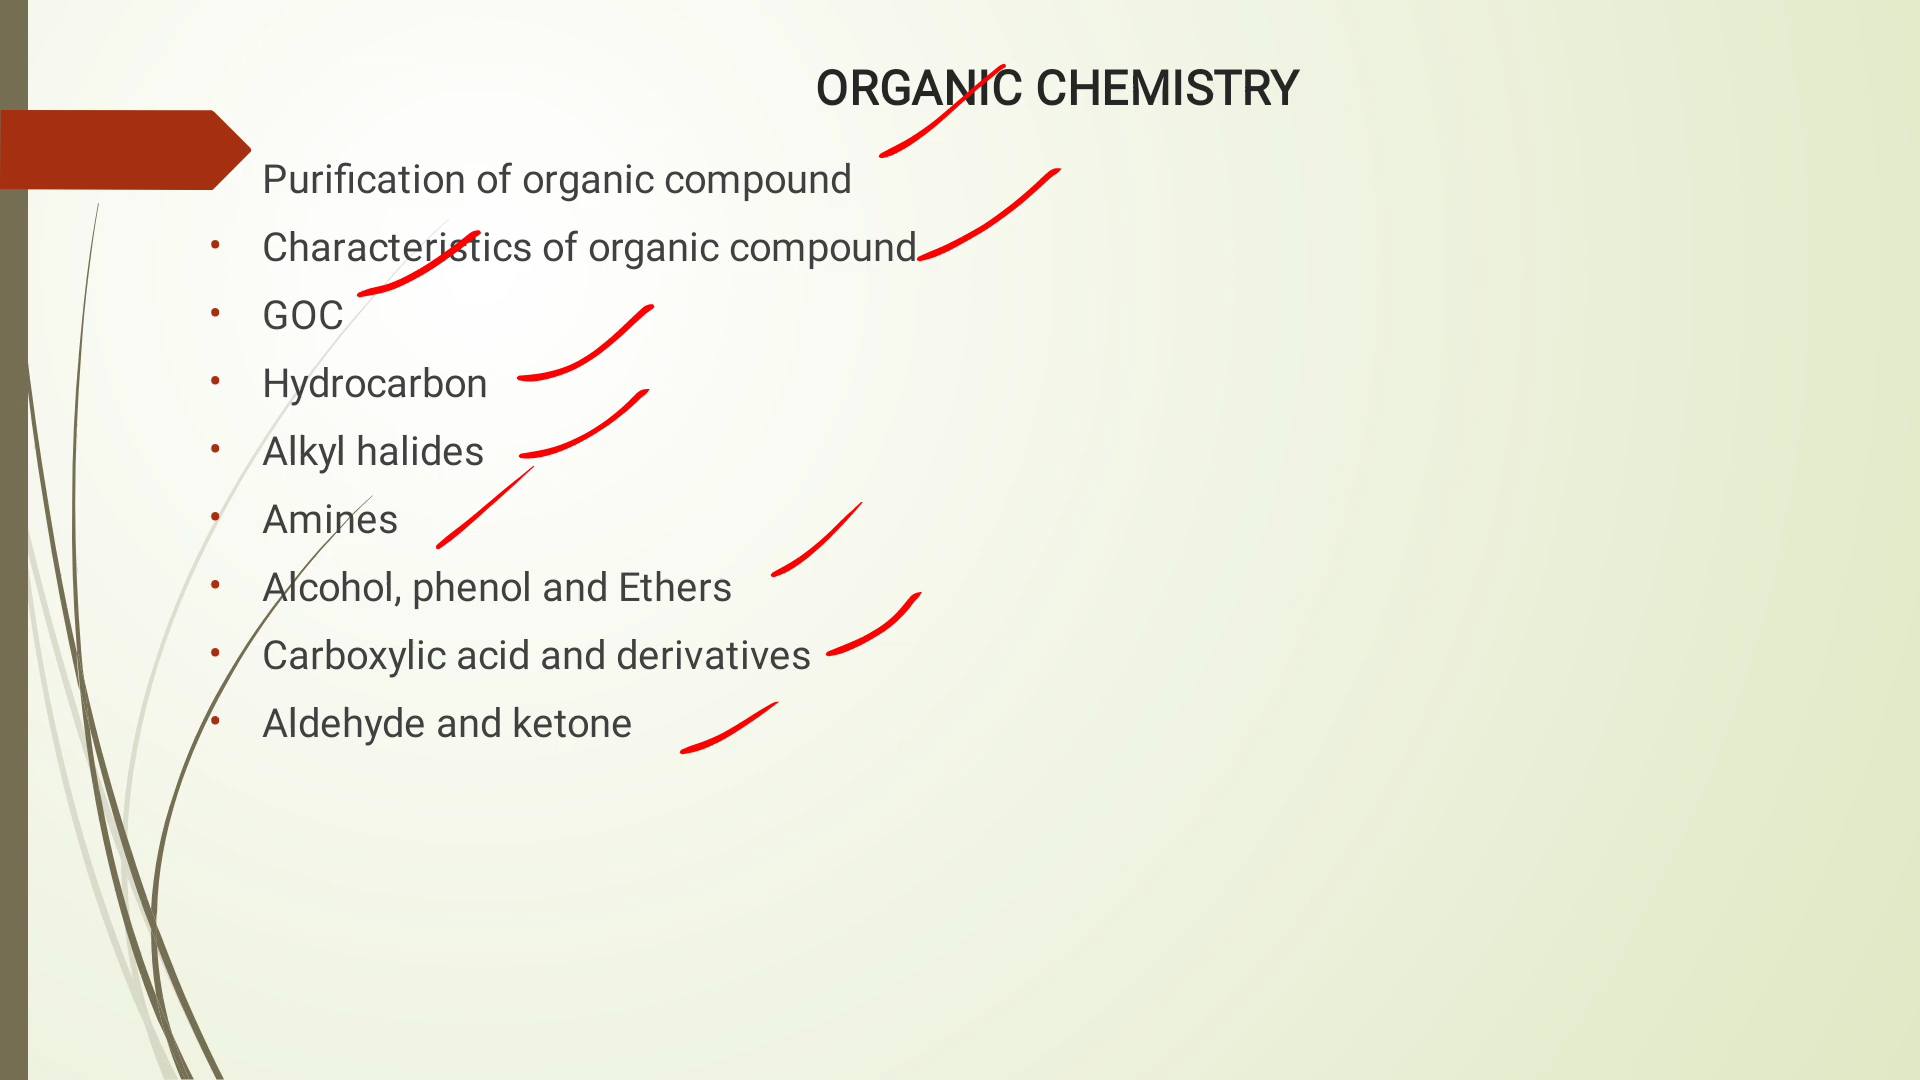 ORGANIC CHEMISTRY
Purification of organic compound
• Characteristics of organic compound
• GOC
• Hydrocarbon
• Alkyl halides
• Amines
• Alcohol, phenol and Ethers
• Carboxylic acid and derivatives
• Aldehyde and ketone